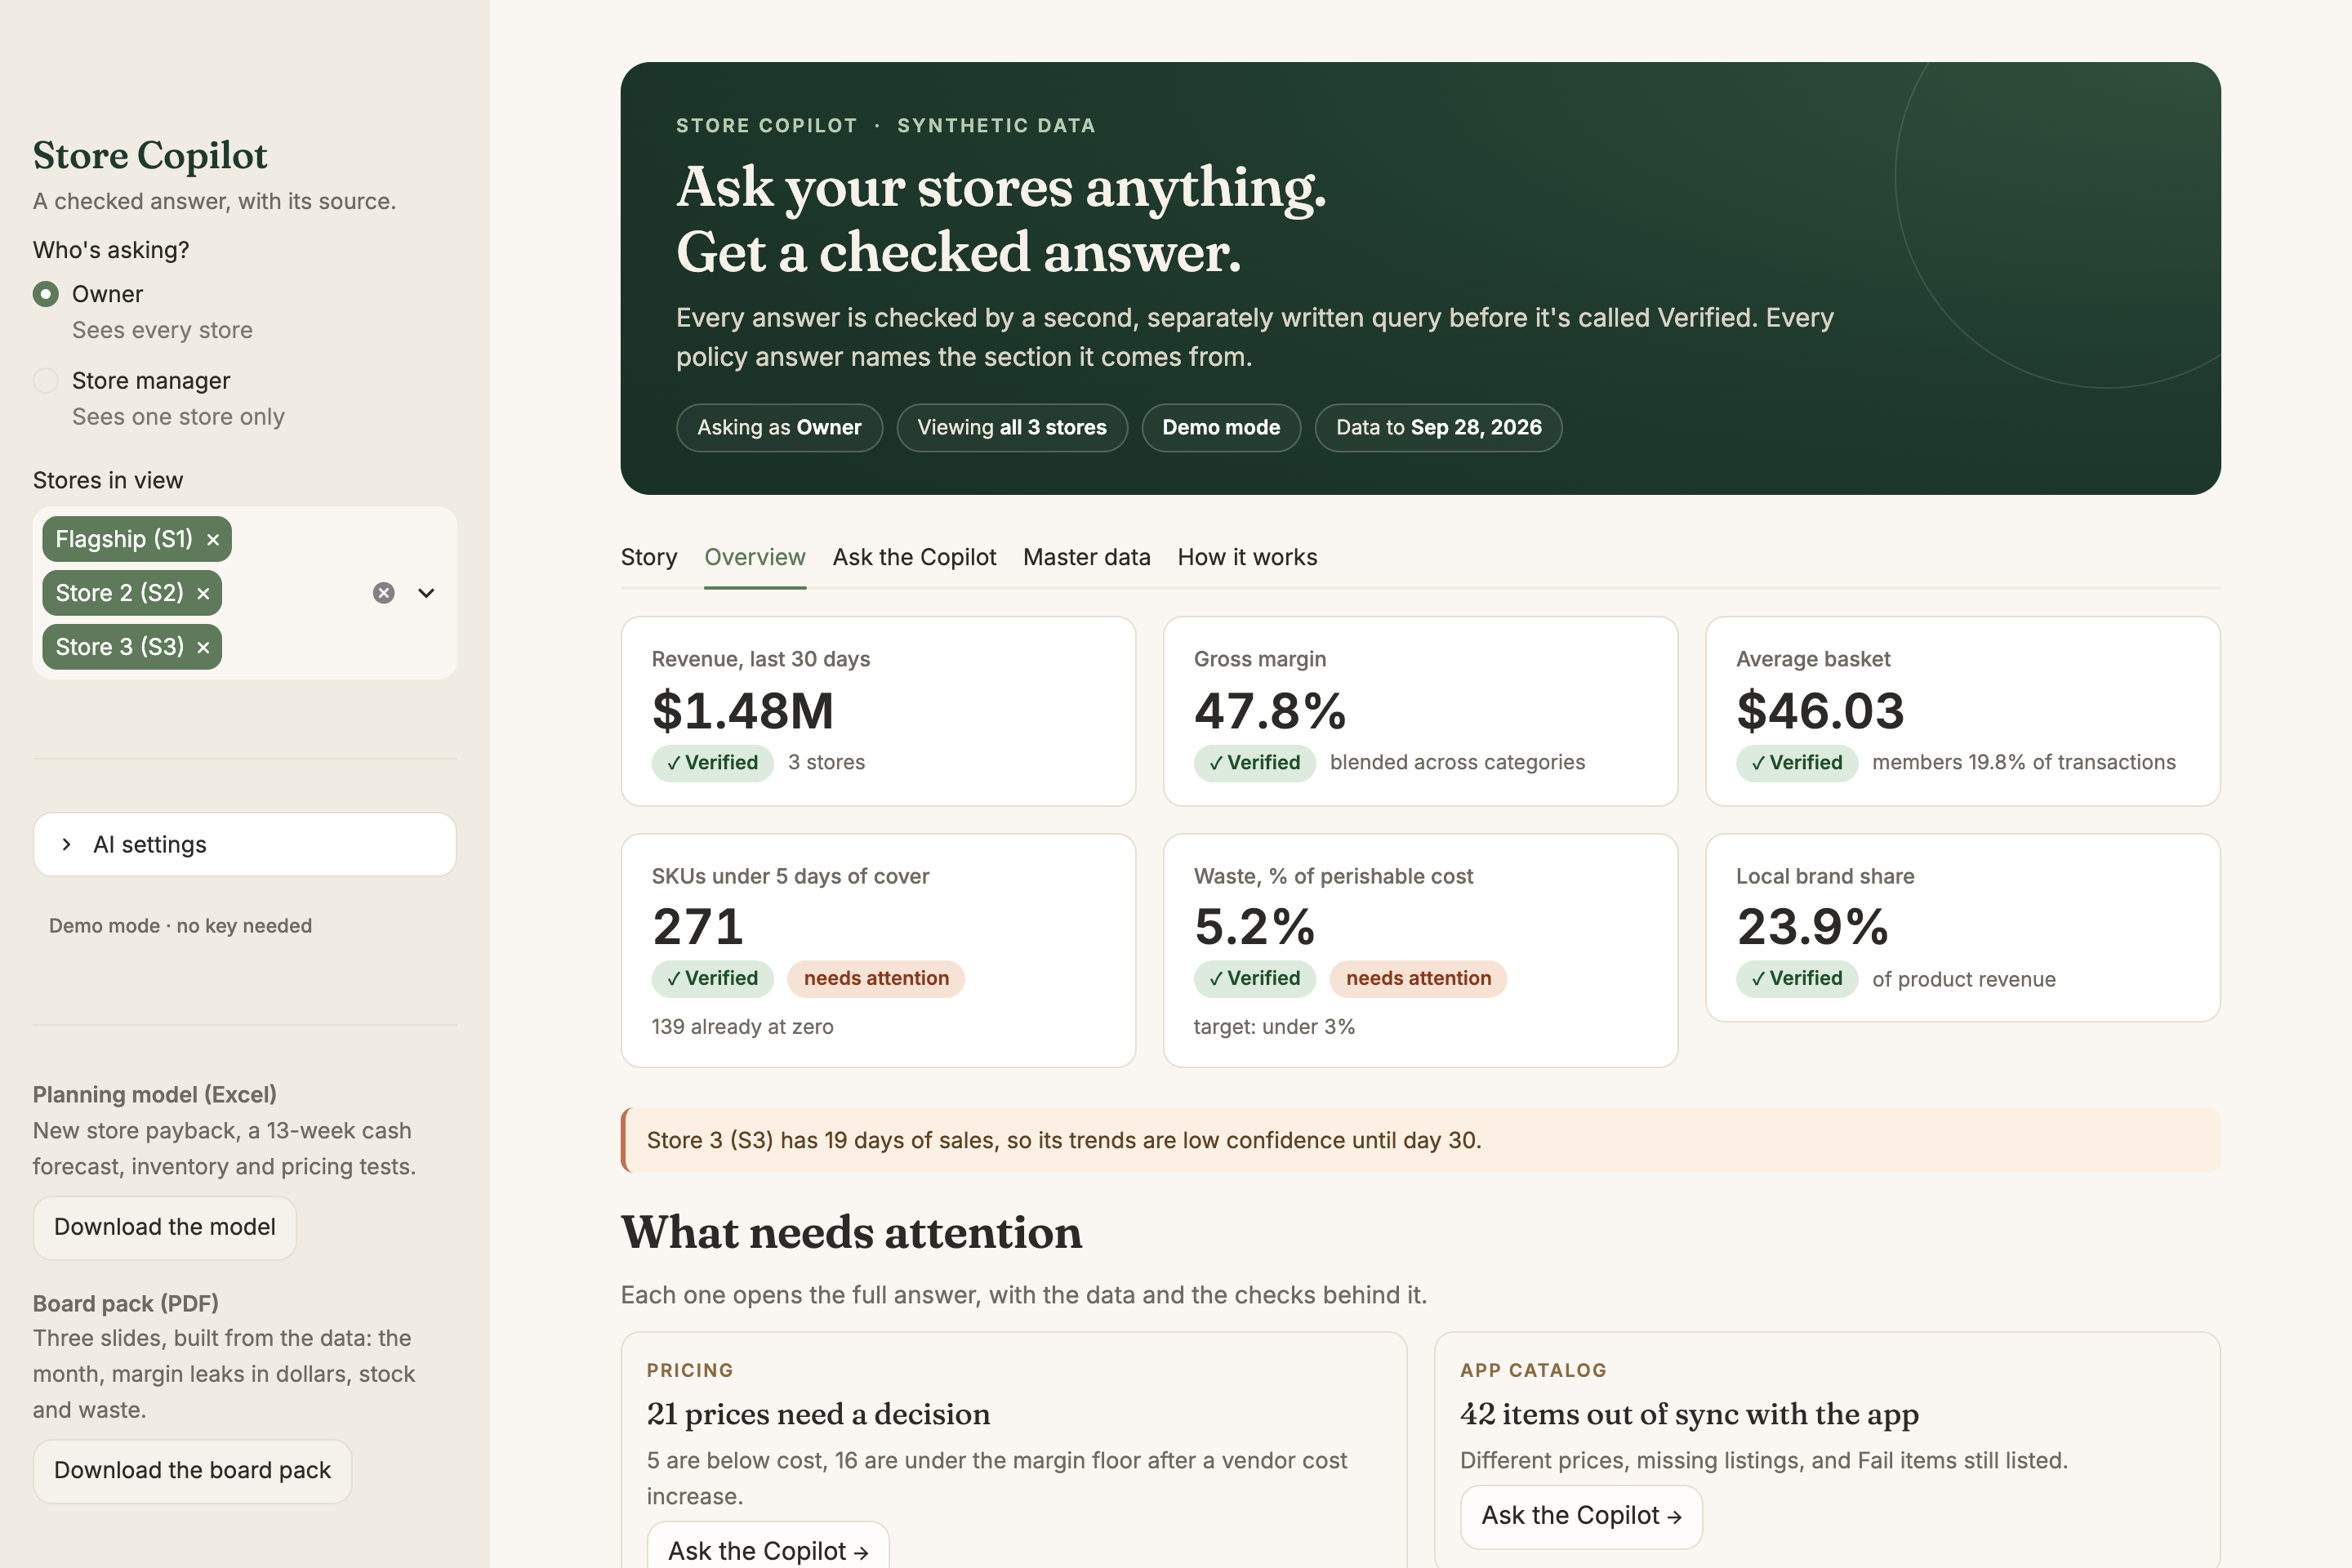 Store Copilot
A checked answer, with its source.
Who's asking?
Owner
Sees every store
Store manager
Sees one store only
Stores in view
Flagship (S1) ×
Store 2 (S2) ×
Store 3 (S3) ×
AI settings
Demo mode · no key needed
Planning model (Excel)
New store payback, a 13-week cash
forecast, inventory and pricing tests.
Download the model
Board pack (PDF)
Three slides, built from the data: the
month, margin leaks in dollars, stock
and waste.
Download the board pack
STORE COPILOT · SYNTHETIC DATA
Ask your stores anything.
Get a checked answer.
Every answer is checked by a second, separately written query before it's called Verified. Every
policy answer names the section it comes from.
Asking as Owner
Viewing all 3 stores
Demo mode
Data to Sep 28, 2026
Story Overview Ask the Copilot Master data How it works
Revenue, last 30 days
$1.48M
✓ Verified 3 stores
Gross margin
47.8%
✓ Verified blended across categories
Average basket
$46.03
✓ Verified members 19.8% of transactions
SKUs under 5 days of cover
271
✓ Verified needs attention
139 already at zero
Waste, % of perishable cost
5.2%
✓ Verified needs attention
target: under 3%
Local brand share
23.9%
✓ Verified of product revenue
Store 3 (S3) has 19 days of sales, so its trends are low confidence until day 30.
What needs attention
Each one opens the full answer, with the data and the checks behind it.
PRICING
21 prices need a decision
5 are below cost, 16 are under the margin floor after a vendor cost
increase.
Ask the Copilot →
APP CATALOG
42 items out of sync with the app
Different prices, missing listings, and Fail items still listed.
Ask the Copilot →